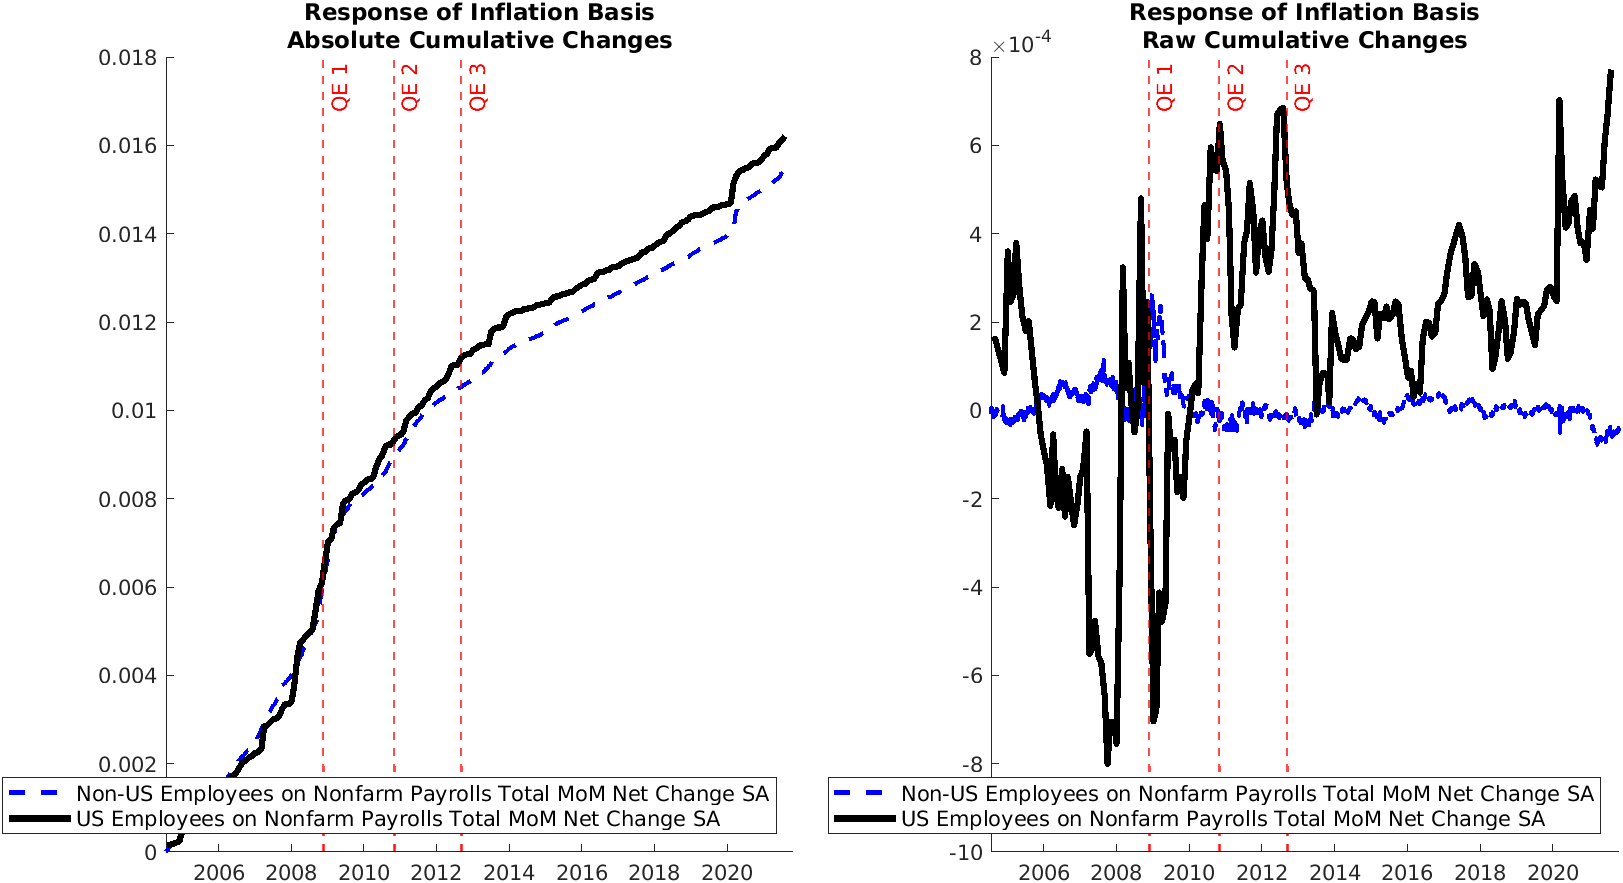 Response of Inflation Basis
Absolute Cumulative Changes
0.018
0.016
0.014
0.012
0.01
0.008
0.006
0.004
0.002
0
QE 1
QE 2
QE 3
Non-US Employees on Nonfarm Payrolls Total MoM Net Change SA
US Employees on Nonfarm Payrolls Total MoM Net Change SA
2006 2008 2010 2012 2014 2016 2018 2020
Response of Inflation Basis
Raw Cumulative Changes
×10-4
8
6
4
2
0
-2
-4
-6
-8
-10
QE 1
QE 2
QE 3
Non-US Employees on Nonfarm Payrolls Total MoM Net Change SA
US Employees on Nonfarm Payrolls Total MoM Net Change SA
2006 2008 2010 2012 2014 2016 2018 2020